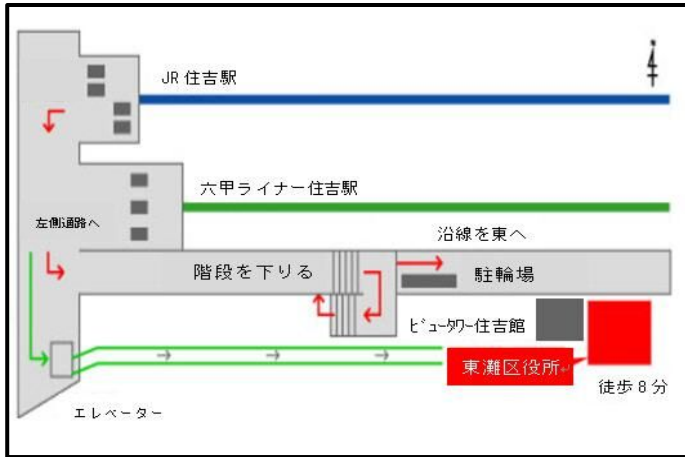 JR 住吉駅
六甲ライナー住吉駅
左側通路へ
沿線を東へ
階段を下りる
駐輪場
ﾋﾞｭｰﾀﾜｰ住吉館
東灘区役所
徒歩８分
エレベーター